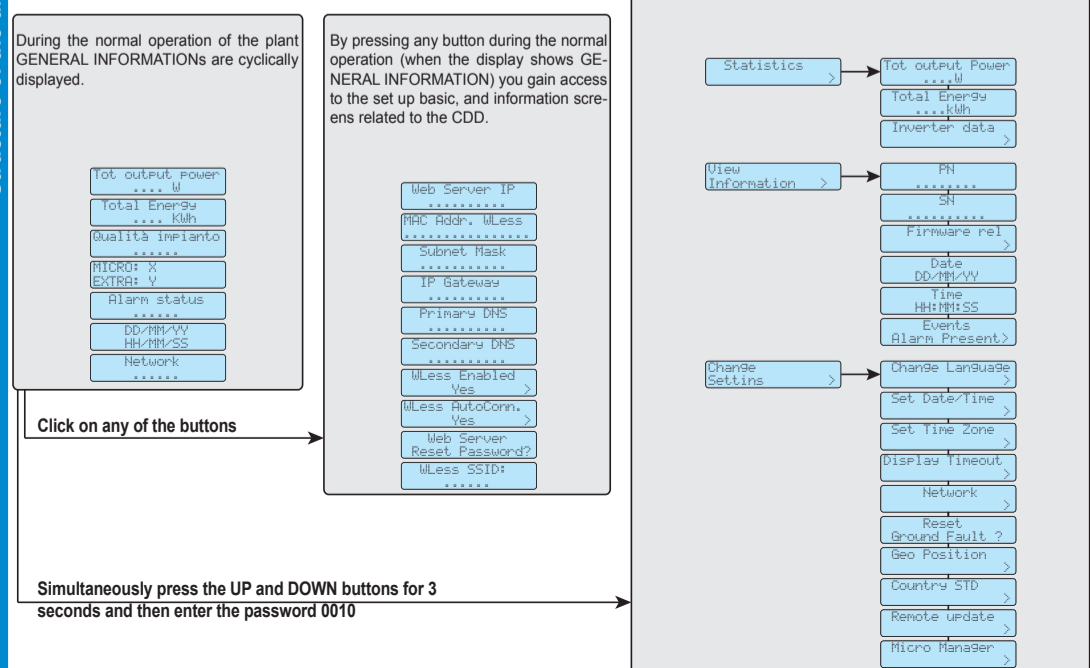 During the normal operation of the plant
GENERAL INFORMATIONs are cyclically
displayed.
Tot output power
.... W
Total Energy
.... KWh
Qualità impianto
......
MICRO: X
EXTRA: Y
Alarm status
......
DD/MM/YY
HH/MM/SS
Network
......
By pressing any button during the normal
operation (when the display shows GE-
NERAL INFORMATION) you gain access
to the set up basic, and information scre-
ens related to the CDD.
Web Server IP
..........
MAC Addr. WLess
................
Subnet Mask
...........
IP Gateway
..........
Primary DNS
...........
Secondary DNS
..........
WLess Enabled
Yes >
WLess AutoConn.
Yes >
Web Server
Reset Password?
WLess SSID:
......
Click on any of the buttons
Simultaneously press the UP and DOWN buttons for 3
seconds and then enter the password 0010
Statistics
>
Tot output Power
....W
Total Energy
....kWh
Inverter data
>
View
Information >
PN
........
SN
..........
Firmware rel
>
Date
DD/MM/YY
Time
HH:MM:SS
Events
Alarm Present>
Change
Settins >
Change Language
>
Set Date/Time
>
Set Time Zone
>
Display Timeout
>
Network
>
Reset
Ground Fault ?
Geo Position
>
Country STD
>
Remote update
>
Micro Manager
>